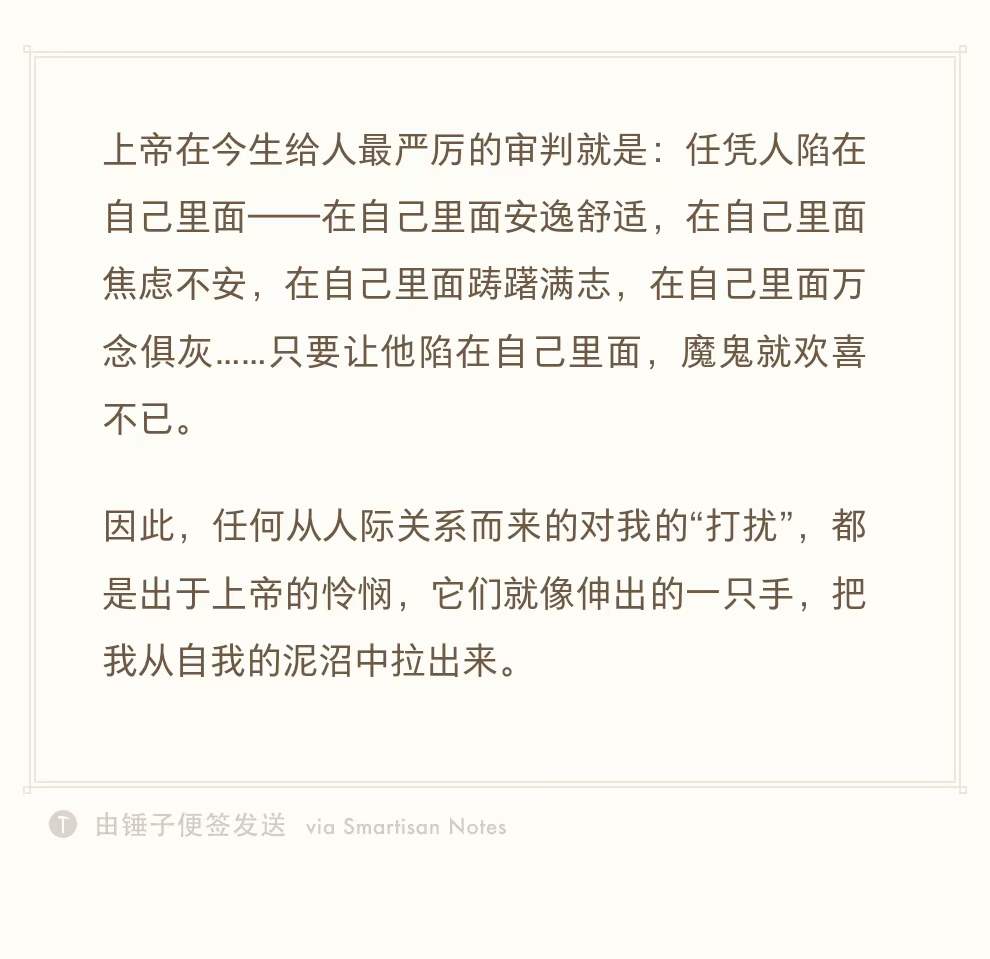 上帝在今生给人最严厉的审判就是：任凭人陷在
自己里面——在自己里面安逸舒适，在自己里面
焦虑不安，在自己里面踌躇满志，在自己里面万
念俱灰……只要让他陷在自己里面，魔鬼就欢喜
不已。
因此，任何从人际关系而来的对我的“打扰”，都
是出于上帝的怜悯，它们就像伸出的一只手，把
我从自我的泥沼中拉出来。
T 由锤子便签发送 via Smartisan Notes